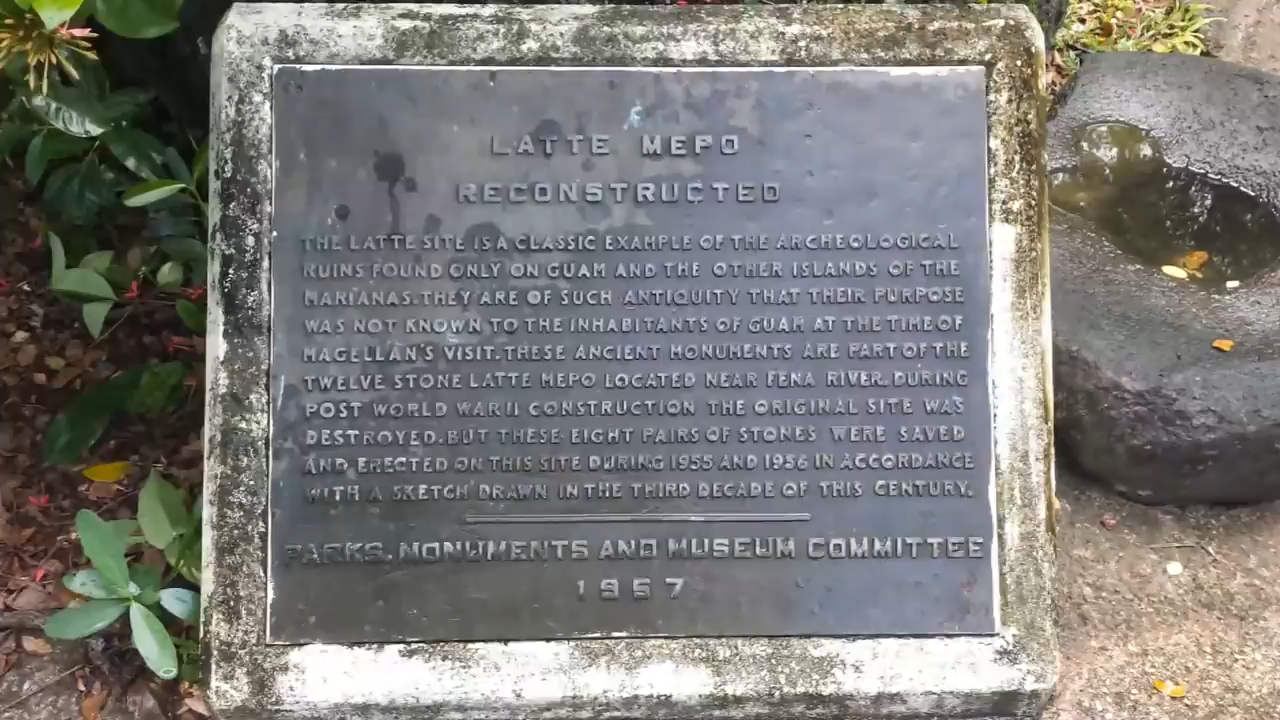 LATTE MEPO
RECONSTRUCTED
THE LATTE SITE IS A CLASSIC EXAMPLE OF THE ARCHEOLOGICAL
RUINS FOUND ONLY ON GUAM AND THE OTHER ISLANDS OF THE
MARIANAS. THEY ARE OF SUCH ANTIQUITY THAT THEIR PURPOSE
WAS NOT KNOWN TO THE INHABITANTS OF GUAM AT THE TIME OF
MAGELLAN'S VISIT. THESE ANCIENT MONUMENTS ARE PART OF THE
TWELVE STONE LATTE MEPO LOCATED NEAR FENA RIVER. DURING
POST WORLD WAR II CONSTRUCTION THE ORIGINAL SITE WAS
DESTROYED. BUT THESE EIGHT PAIRS OF STONES WERE SAVED
AND ERECTED ON THIS SITE DURING 1955 AND 1956 IN ACCORDANCE
WITH A SKETCH DRAWN IN THE THIRD DECADE OF THIS CENTURY.
PARKS, MONUMENTS AND MUSEUM COMMITTEE
1957